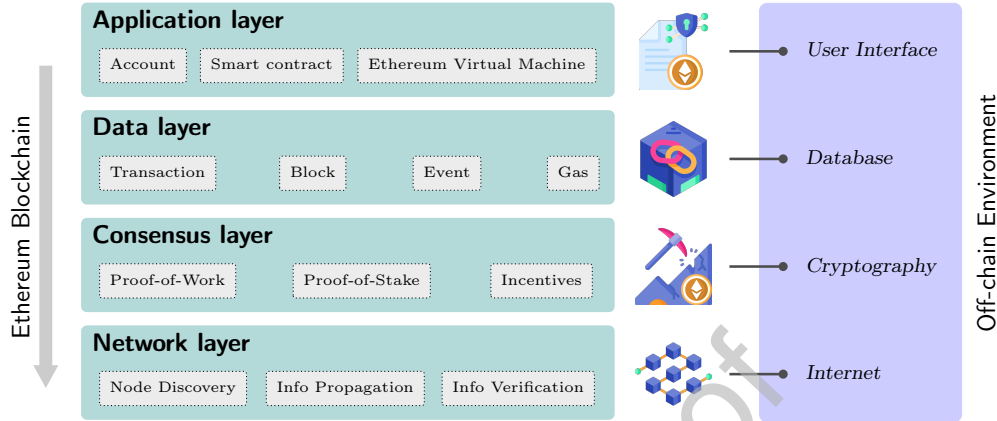 Application layer
Account Smart contract Ethereum Virtual Machine
User Interface
Data layer
Transaction Block Event Gas
Database
Consensus layer
Proof-of-Work Proof-of-Stake Incentives
Cryptography
Network layer
Node Discovery Info Propagation Info Verification
Internet
Ethereum Blockchain
Off-chain Environment
of